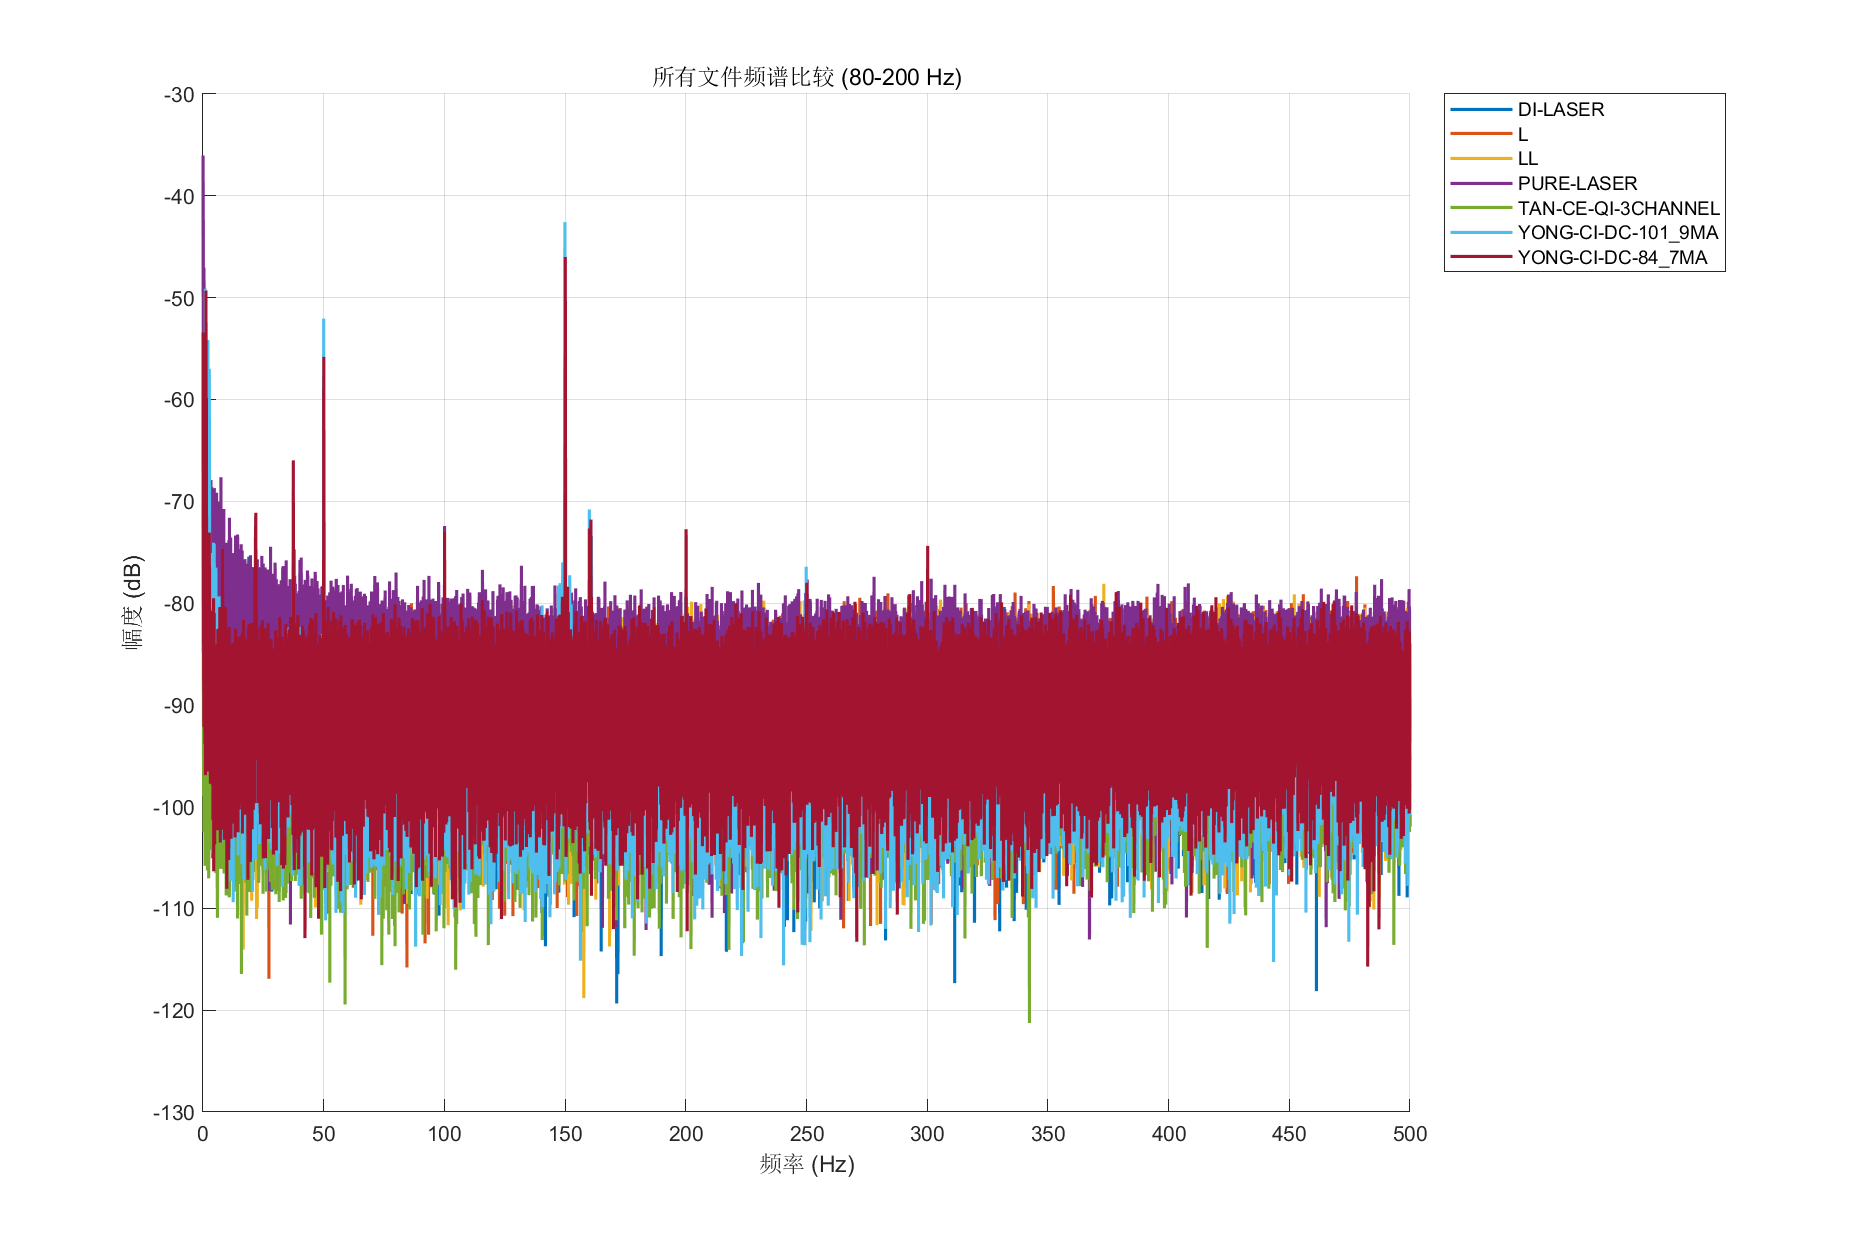 所有文件频谱比较 (80-200 Hz)
-30
-40
-50
-60
-70
-80
-90
-100
-110
-120
-130
幅度 (dB)
0 50 100 150 200 250 300 350 400 450 500
频率 (Hz)
DI-LASER
L
LL
PURE-LASER
TAN-CE-QI-3CHANNEL
YONG-CI-DC-101_9MA
YONG-CI-DC-84_7MA